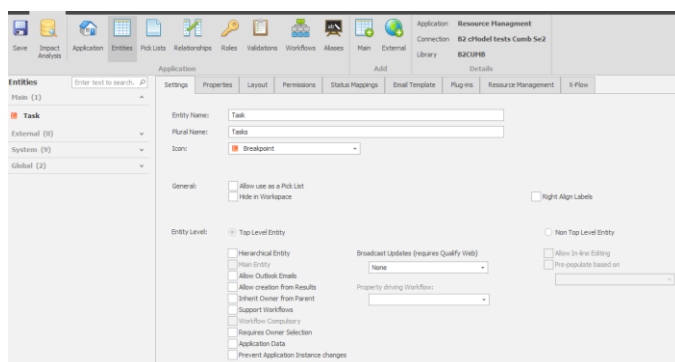 Save
Impact Analysis
Application
Entities
Pick Lists
Relationships
Roles
Validations
Workflows
Aliases
Main
External
Application
Add
Details
Application Resource Managment
Connection B2 cModel tests Cumb Se2
Library B2CUMB
Entities
Enter text to search.
Main (1)
Task
External (0)
System (9)
Global (2)
Settings
Properties
Layout
Permissions
Status Mappings
Email Template
Plug-ins
Resource Management
X-Flow
Entity Name: Task
Plural Name: Tasks
Icon: Breakpoint
General:
Allow use as a Pick List
Hide in Workspace
Right Align Labels
Entity Level:
Top Level Entity
Non Top Level Entity
Hierarchical Entity
Main Entity
Allow Outlook Emails
Allow creation from Results
Inherit Owner from Parent
Support Workflows
Workflow Compulsory
Requires Owner Selection
Application Data
Prevent Application Instance changes
Broadcast Updates (requires Qualify Web)
None
Property driving Workflow:
Allow In-line Editing
Pre-populate based on